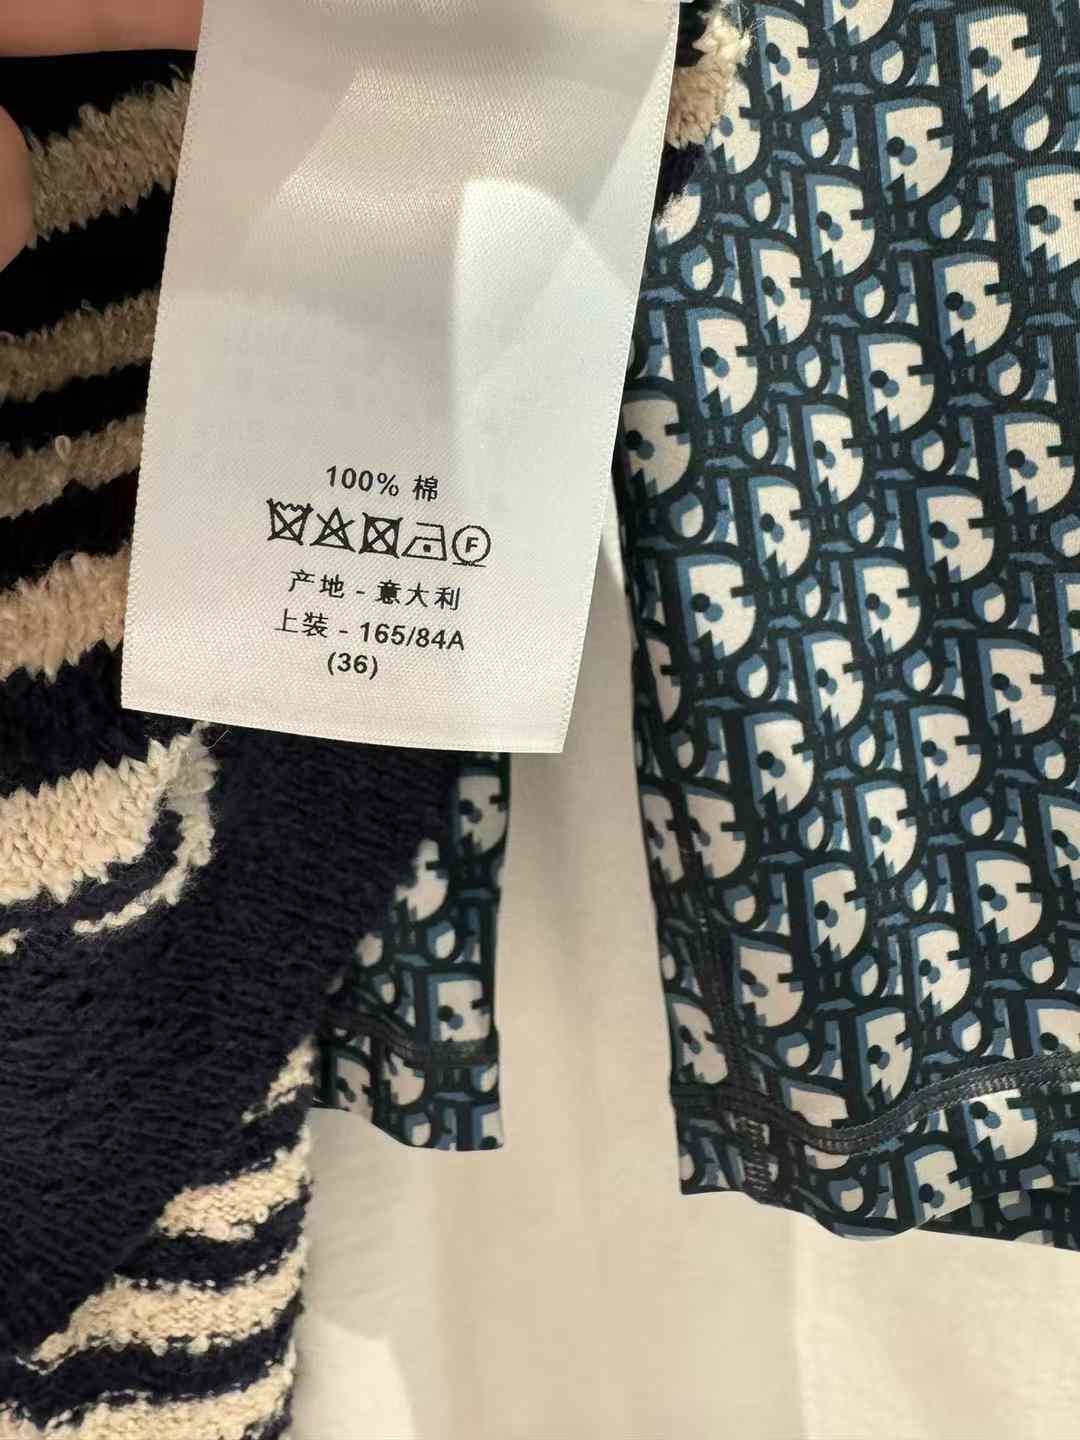 100% 棉
F
产地 - 意大利
上装 - 165/84A
(36)